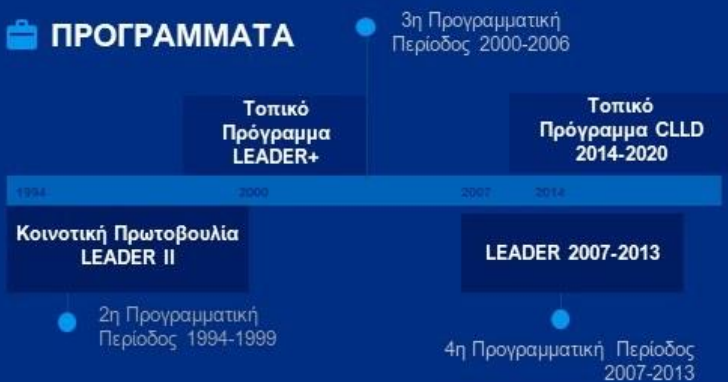 ΠΡΟΓΡΑΜΜΑΤΑ
3η Προγραμματική
Περίοδος 2000-2006
Τοπικό
Πρόγραμμα
LEADER+
Τοπικό
Πρόγραμμα CLLD
2014-2020
1994
2000
2007
2014
Κοινοτική Πρωτοβουλία
LEADER II
LEADER 2007-2013
2η Προγραμματική
Περίοδος 1994-1999
4η Προγραμματική Περίοδος
2007-2013